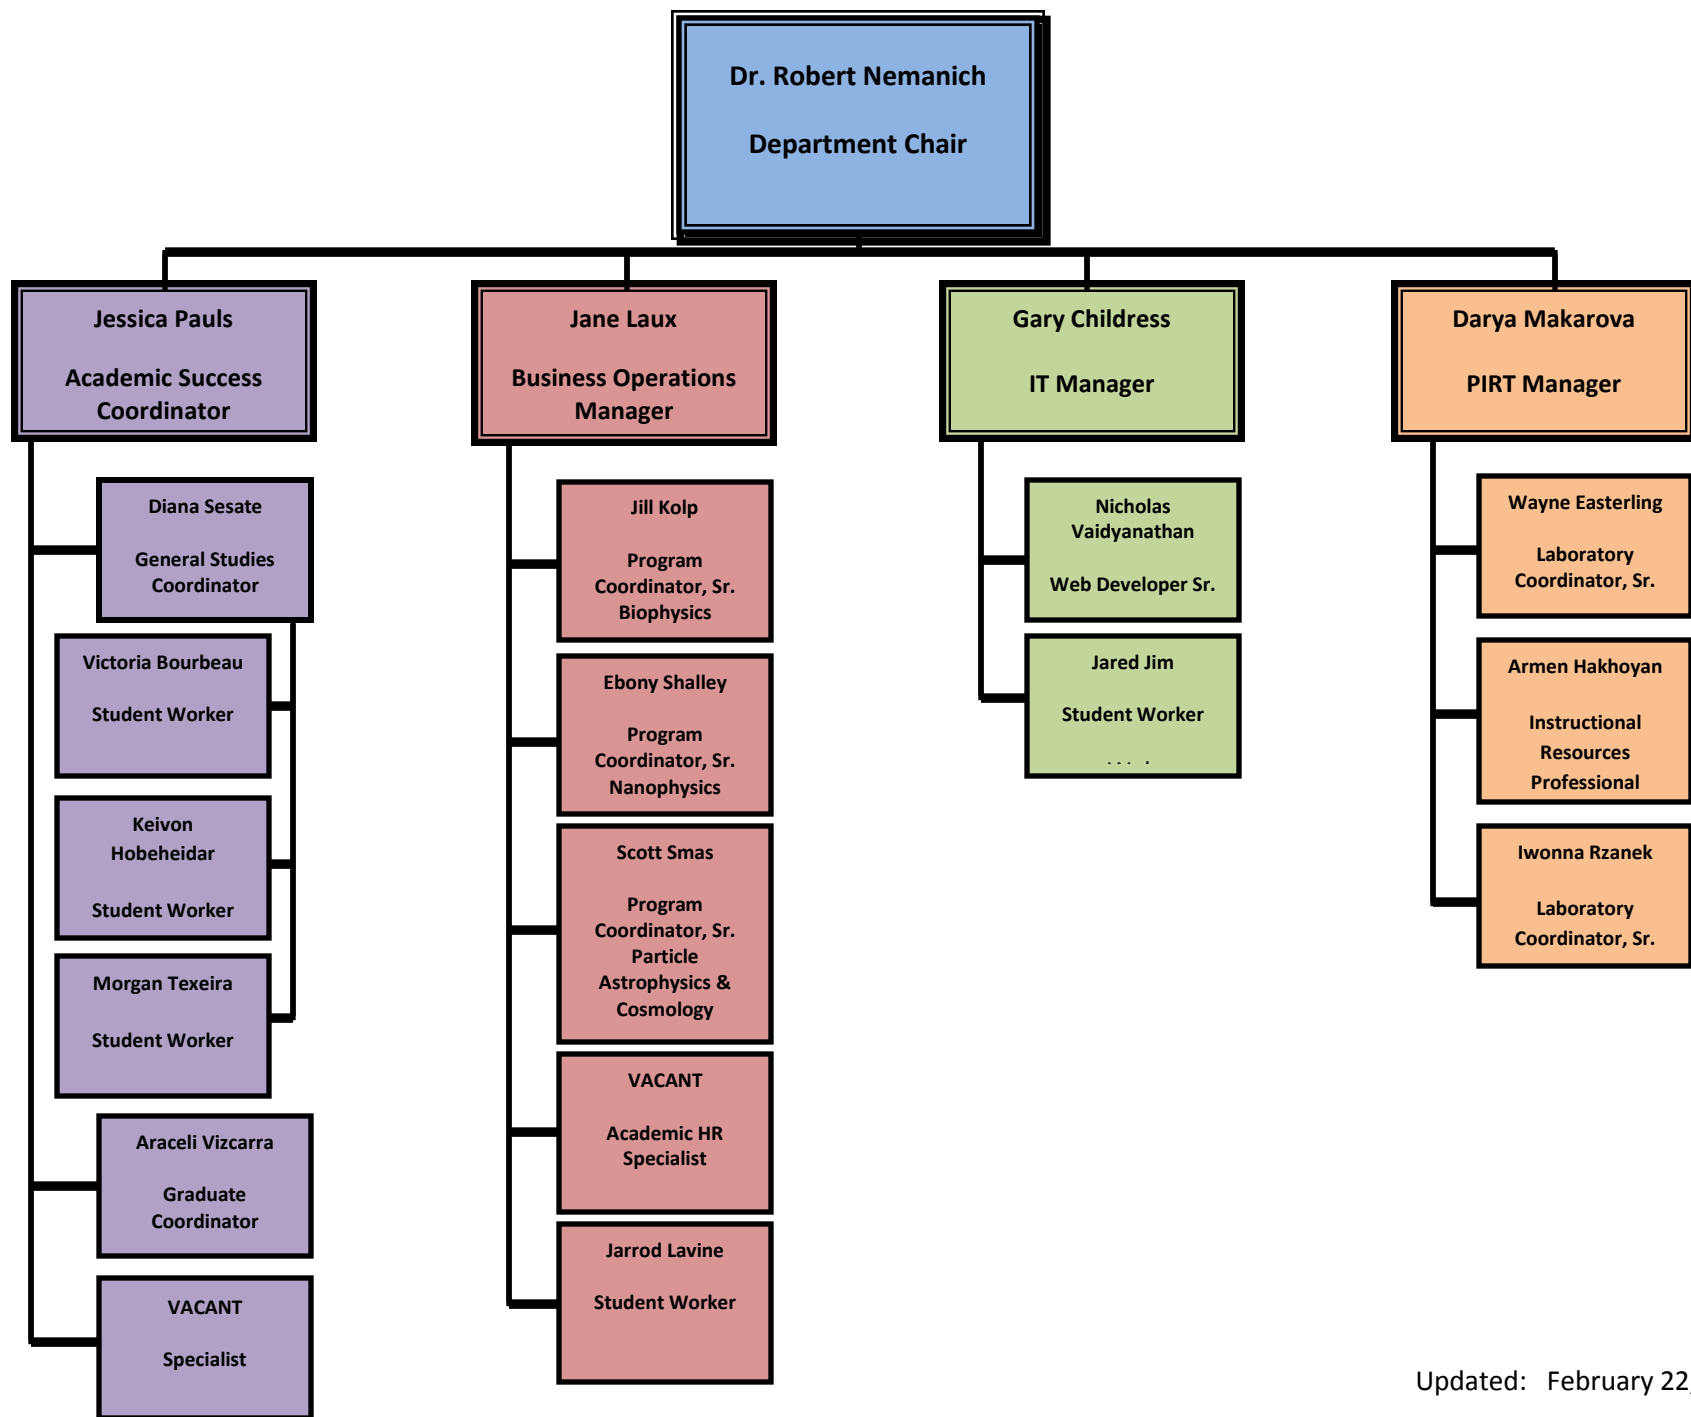 Dr. Robert Nemanich
Department Chair
Jessica Pauls
Academic Success
Coordinator
Diana Sesate
General Studies
Coordinator
Victoria Bourbeau
Student Worker
Keivon
Hobeheidar
Student Worker
Morgan Texeira
Student Worker
Araceli Vizcarra
Graduate
Coordinator
VACANT
Specialist
Jane Laux
Business Operations
Manager
Jill Kolp
Program
Coordinator, Sr.
Biophysics
Ebony Shalley
Program
Coordinator, Sr.
Nanophysics
Scott Smas
Program
Coordinator, Sr.
Particle
Astrophysics &
Cosmology
VACANT
Academic HR
Specialist
Jarrod Lavine
Student Worker
Gary Childress
IT Manager
Nicholas
Vaidyanathan
Web Developer Sr.
Jared Jim
Student Worker
Darya Makarova
PIRT Manager
Wayne Easterling
Laboratory
Coordinator, Sr.
Armen Hakhoyan
Instructional
Resources
Professional
Iwonna Rzanek
Laboratory
Coordinator, Sr.
Updated: February 22,